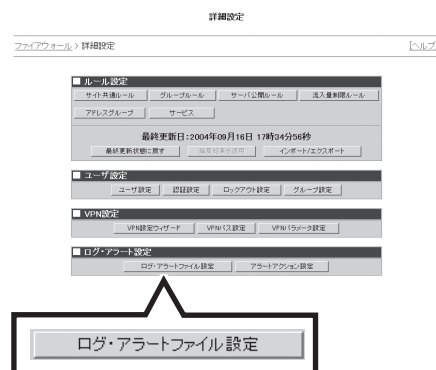 詳細設定
ファイアウォール > 詳細設定
[ヘルプ
■ ルール設定
サイト共通ルール グループルール サーバ公開ルール 流入量制限ルール
アドレスグループ サービス
最終更新日:2004年09月16日 17時34分56秒
最終更新状態に戻す 編集結果を適用 インポート/エクスポート
■ ユーザ設定
ユーザ設定 認証設定 ロックアウト設定 グループ設定
■ VPN設定
VPN設定ウィザード VPNパス設定 VPNパラメータ設定
■ ログ・アラート設定
ログ・アラートファイル設定 アラートアクション設定
ログ・アラートファイル設定